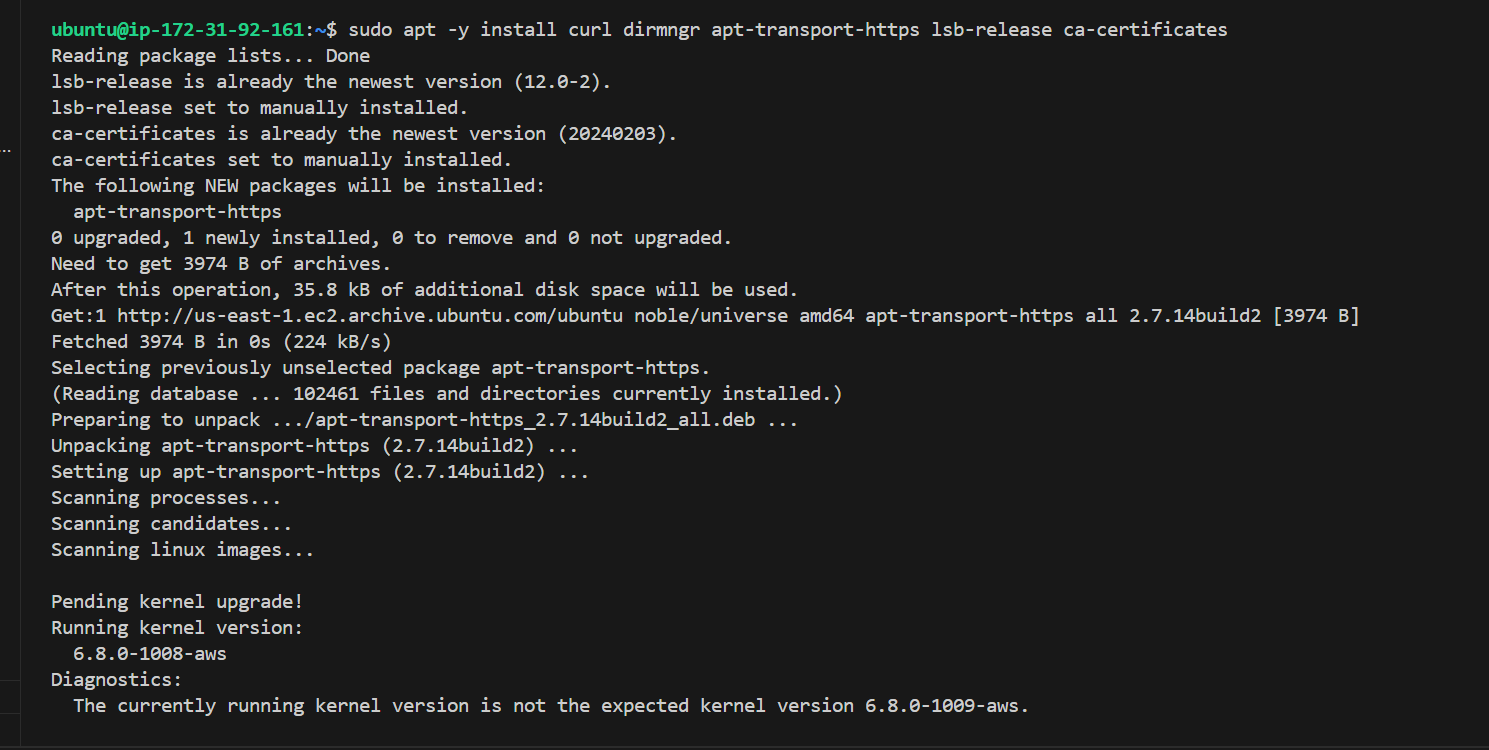 ...
ubuntu@ip-172-31-92-161:~$ sudo apt -y install curl dirmngr apt-transport-https lsb-release ca-certificates
Reading package lists... Done
lsb-release is already the newest version (12.0-2).
lsb-release set to manually installed.
ca-certificates is already the newest version (20240203).
ca-certificates set to manually installed.
The following NEW packages will be installed:
  apt-transport-https
0 upgraded, 1 newly installed, 0 to remove and 0 not upgraded.
Need to get 3974 B of archives.
After this operation, 35.8 kB of additional disk space will be used.
Get:1 http://us-east-1.ec2.archive.ubuntu.com/ubuntu noble/universe amd64 apt-transport-https all 2.7.14build2 [3974 B]
Fetched 3974 B in 0s (224 kB/s)
Selecting previously unselected package apt-transport-https.
(Reading database ... 102461 files and directories currently installed.)
Preparing to unpack .../apt-transport-https_2.7.14build2_all.deb ...
Unpacking apt-transport-https (2.7.14build2) ...
Setting up apt-transport-https (2.7.14build2) ...
Scanning processes...
Scanning candidates...
Scanning linux images...

Pending kernel upgrade!
Running kernel version:
  6.8.0-1008-aws
Diagnostics:
  The currently running kernel version is not the expected kernel version 6.8.0-1009-aws.